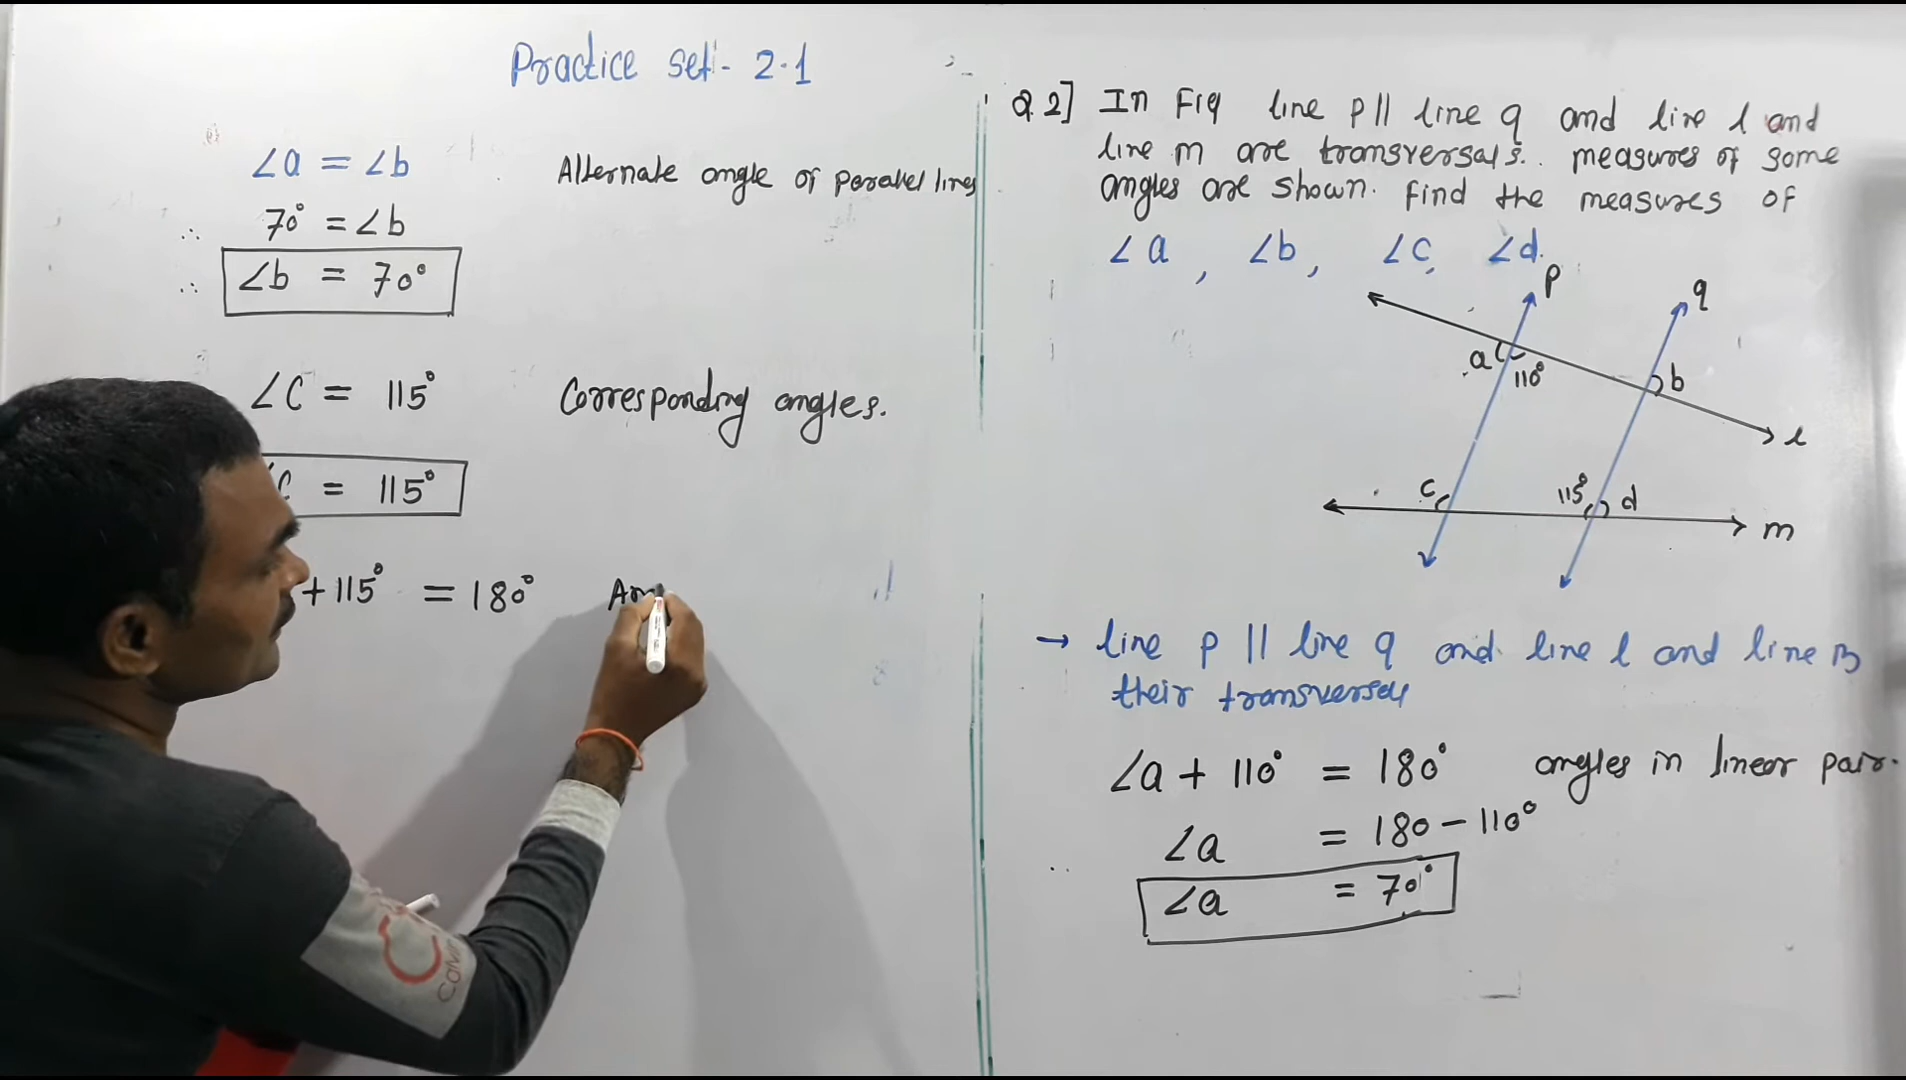 Practice set - 2.1
∠a = ∠b Alternate angle of parallel lines
∴ 70° = ∠b
∴ ∠b = 70°
∠C = 115° Corresponding angles.
= 115°
+ 115° = 180°
Q.2] In Fig line p || line q and line l and
line m are transversals. measures of some
angles are shown. find the measures of
∠a , ∠b, ∠c, ∠d.
p
q
a
110°
b
l
c
115°
d
m
→ line p || line q and line l and line m
their transversals
∠a + 110° = 180° angles in linear pair.
∠a = 180 - 110°
∴ ∠a = 70°
COM